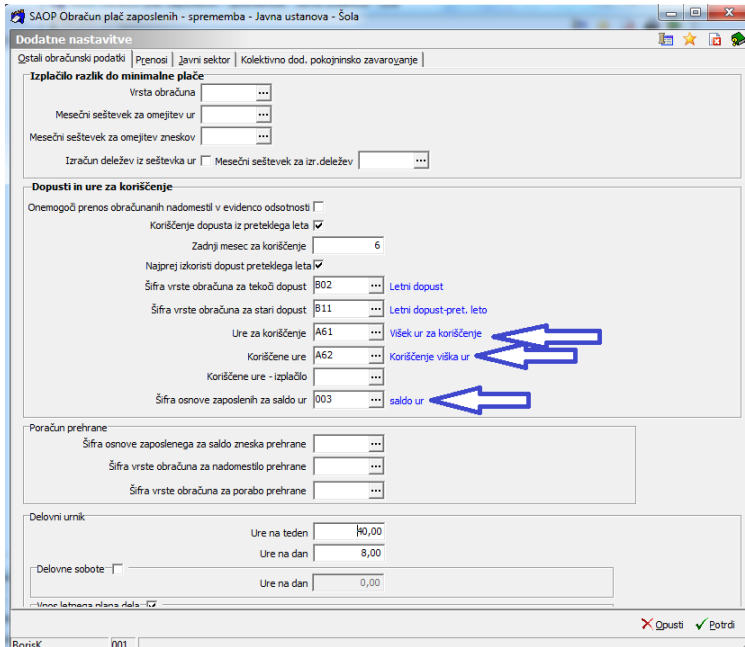 SAOP Obračun plač zaposlenih - sprememba - Javna ustanova - Šola
Dodatne nastavitve
Ostali obračunski podatki | Prenosi | Javni sektor | Kolektivno dod. pokojninsko zavarovanje
Izplačilo razlik do minimalne plače
Vrsta obračuna ...
Mesečni seštevek za omejitev ur ...
Mesečni seštevek za omejitev zneskov ...
Izračun deležev iz seštevka ur Mesečni seštevek za izr.deležev ...
Dopusti in ure za koriščenje
Onemogoči prenos obračunanih nadomestil v evidenco odsotnosti
Koriščenje dopusta iz preteklega leta
Zadnji mesec za koriščenje 6
Najprej izkoristi dopust preteklega leta
Šifra vrste obračuna za tekoči dopust B02 ... Letni dopust
Šifra vrste obračuna za stari dopust B11 ... Letni dopust-pret. leto
Ure za koriščenje A61 ... Višek ur za koriščenje
Koriščene ure A62 ... Koriščenje viška ur
Koriščene ure - izplačilo ...
Šifra osnove zaposlenih za saldo ur 003 ... saldo ur
Poračun prehrane
Šifra osnove zaposlenega za saldo zneska prehrane ...
Šifra vrste obračuna za nadomestilo prehrane ...
Šifra vrste obračuna za porabo prehrane ...
Delovni urnik
Ure na teden 40,00
Ure na dan 8,00
Delovne sobote
Ure na dan 0,00
Vnos letnega plana dela
Opusti Potrdi
BorisK 001